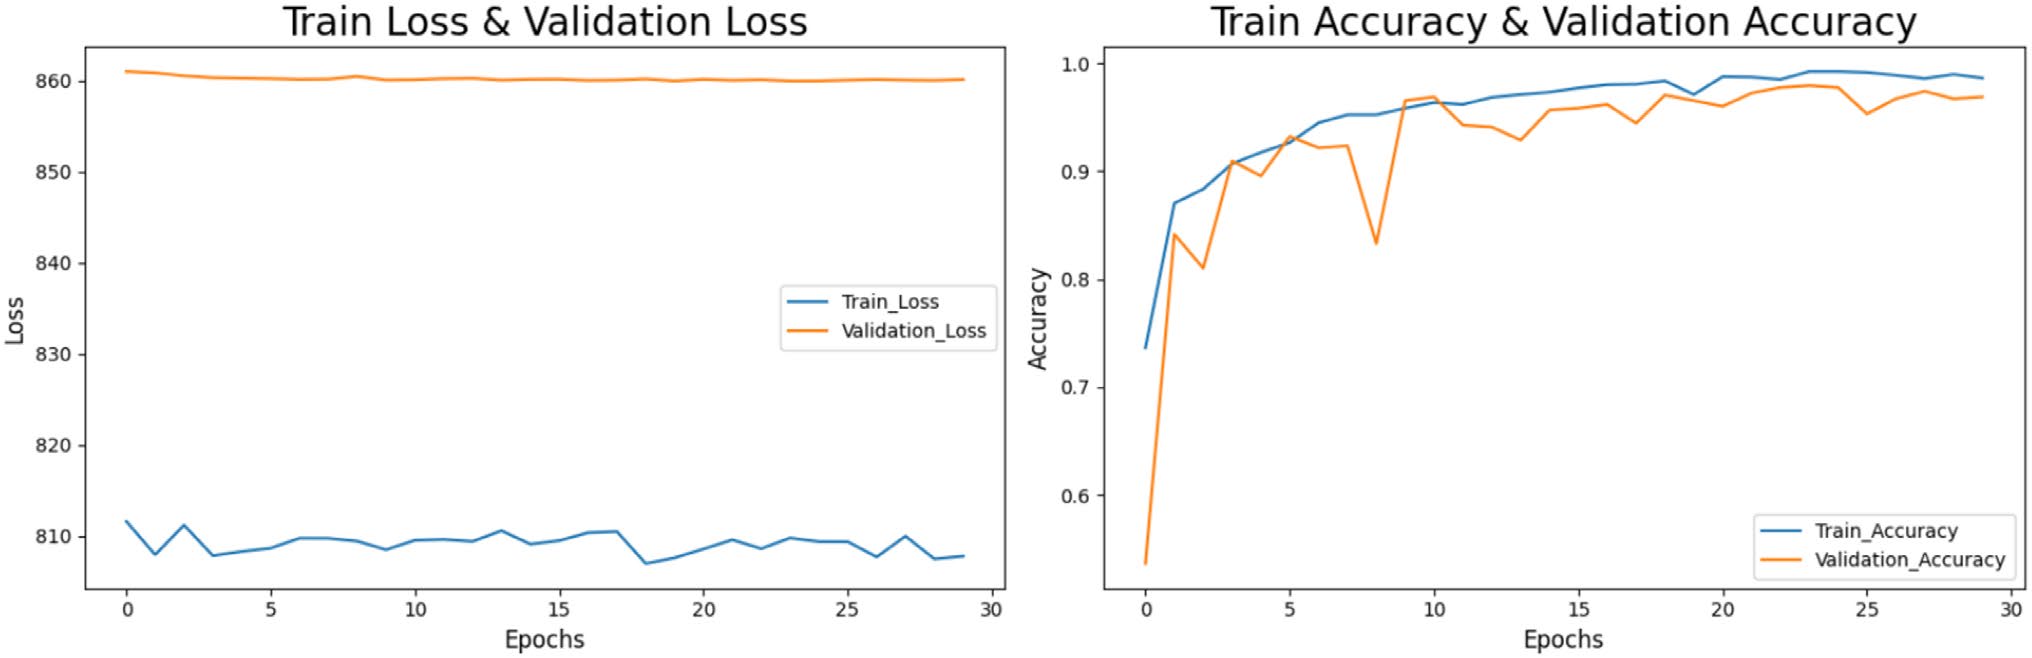 Train Loss & Validation Loss
860
850
840
830
820
810
Loss
Train_Loss
Validation_Loss
0 5 10 15 20 25 30
Epochs
Train Accuracy & Validation Accuracy
1.0
0.9
0.8
0.7
0.6
Accuracy
Train_Accuracy
Validation_Accuracy
0 5 10 15 20 25 30
Epochs